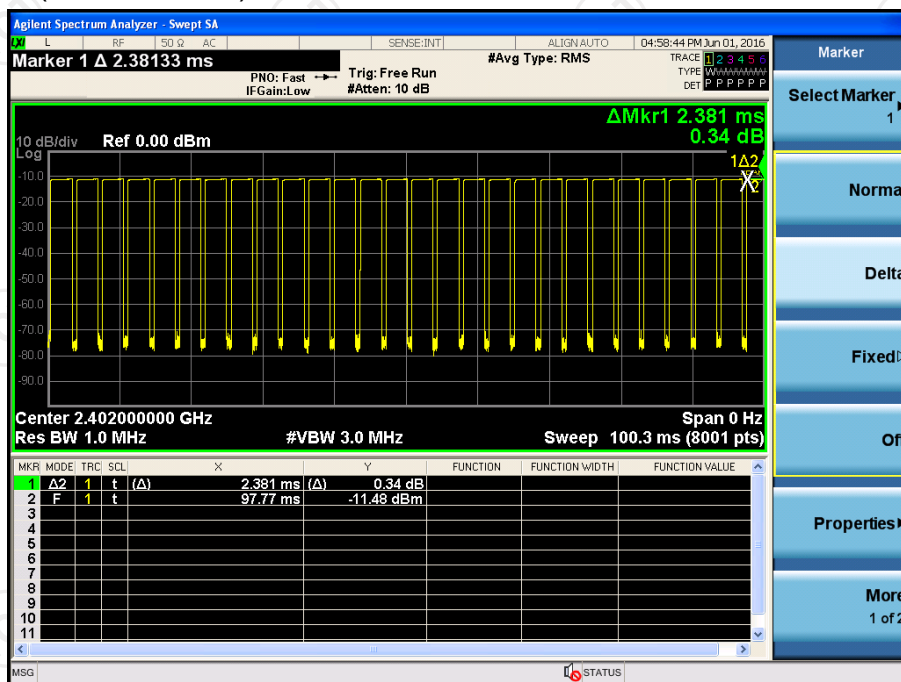 Agilent Spectrum Analyzer - Swept SA
LXI L RF 50 Ω AC SENSE:INT ALIGN AUTO 04:58:44 PM Jun 01, 2016
Marker 1 Δ 2.38133 ms
#Avg Type: RMS
TRACE 1 2 3 4 5 6
PNO: Fast Trig: Free Run
TYPE WWWWWW
IFGain:Low #Atten: 10 dB
DET P P P P P P
ΔMkr1 2.381 ms
0.34 dB
10 dB/div Ref 0.00 dBm
Log
1Δ2
-10.0
2
-20.0
-30.0
-40.0
-50.0
-60.0
-70.0
-80.0
-90.0
Center 2.402000000 GHz Span 0 Hz
Res BW 1.0 MHz #VBW 3.0 MHz Sweep 100.3 ms (8001 pts)
MKR MODE TRC SCL X Y FUNCTION FUNCTION WIDTH FUNCTION VALUE
1 Δ2 1 t (Δ) 2.381 ms (Δ) 0.34 dB
2 F 1 t 97.77 ms -11.48 dBm
3
4
5
6
7
8
9
10
11
MSG STATUS
Marker
Select Marker
1
Norma
Delta
Fixed
Of
Properties
More
1 of 2